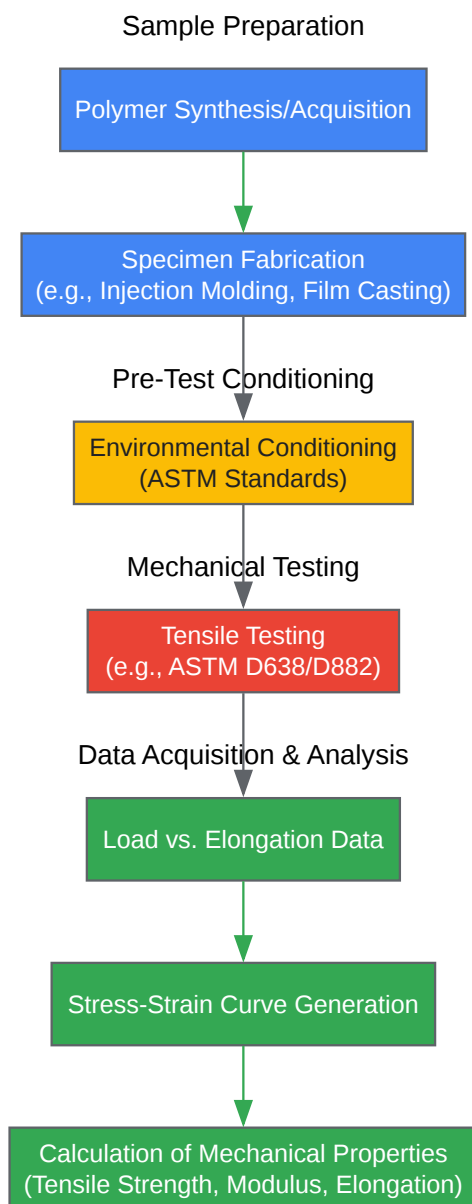 Sample Preparation
Polymer Synthesis/Acquisition
Specimen Fabrication
(e.g., Injection Molding, Film Casting)
Pre-Test Conditioning
Environmental Conditioning
(ASTM Standards)
Mechanical Testing
Tensile Testing
(e.g., ASTM D638/D882)
Data Acquisition & Analysis
Load vs. Elongation Data
Stress-Strain Curve Generation
Calculation of Mechanical Properties
(Tensile Strength, Modulus, Elongation)